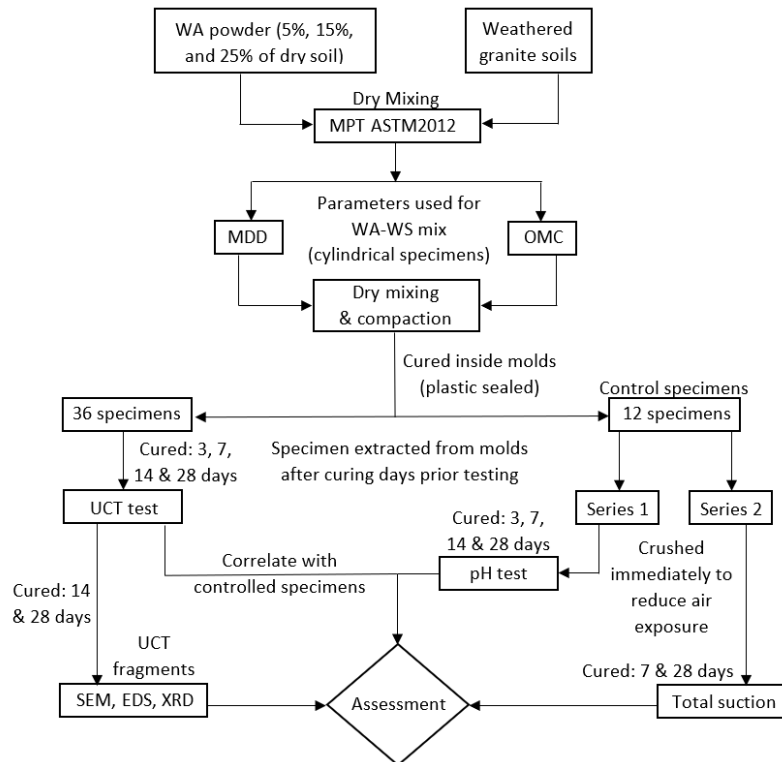 WA powder (5%, 15%,
and 25% of dry soil)
Weathered
granite soils
Dry Mixing
MPT ASTM2012
Parameters used for
WA-WS mix
(cylindrical specimens)
MDD
OMC
Dry mixing
& compaction
Cured inside molds
(plastic sealed)
Control specimens
36 specimens
12 specimens
Cured: 3, 7,
14 & 28 days
Specimen extracted from molds
after curing days prior testing
UCT test
Series 1
Series 2
Cured: 3, 7,
14 & 28 days
Correlate with
controlled specimens
pH test
Crushed
immediately to
reduce air
exposure
Cured: 14
& 28 days
UCT
fragments
SEM, EDS, XRD
Assessment
Cured: 7 & 28 days
Total suction